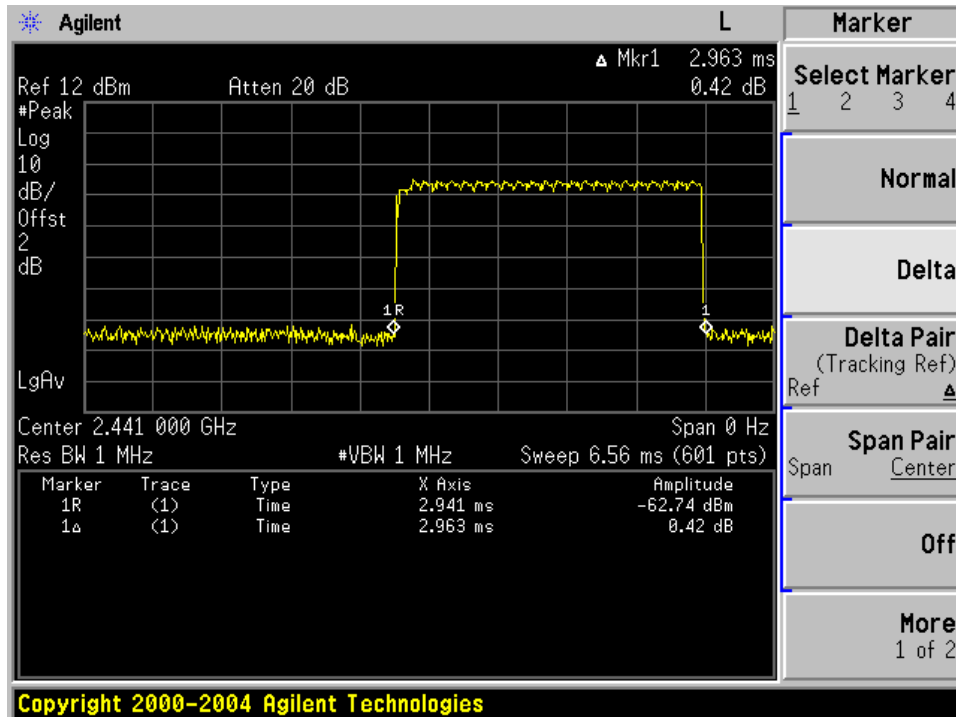 Agilent L Marker
Δ Mkr1 2.963 ms
Ref 12 dBm Atten 20 dB 0.42 dB
#Peak
Log
10
dB/
Offst
2
dB
LgAv
1R 1
Center 2.441 000 GHz Span 0 Hz
Res BW 1 MHz #VBW 1 MHz Sweep 6.56 ms (601 pts)
Marker Trace Type X Axis Amplitude
1R (1) Time 2.941 ms -62.74 dBm
1Δ (1) Time 2.963 ms 0.42 dB
Select Marker
1 2 3 4
Normal
Delta
Delta Pair
(Tracking Ref)
Ref Δ
Span Pair
Span Center
Off
More
1 of 2
Copyright 2000-2004 Agilent Technologies